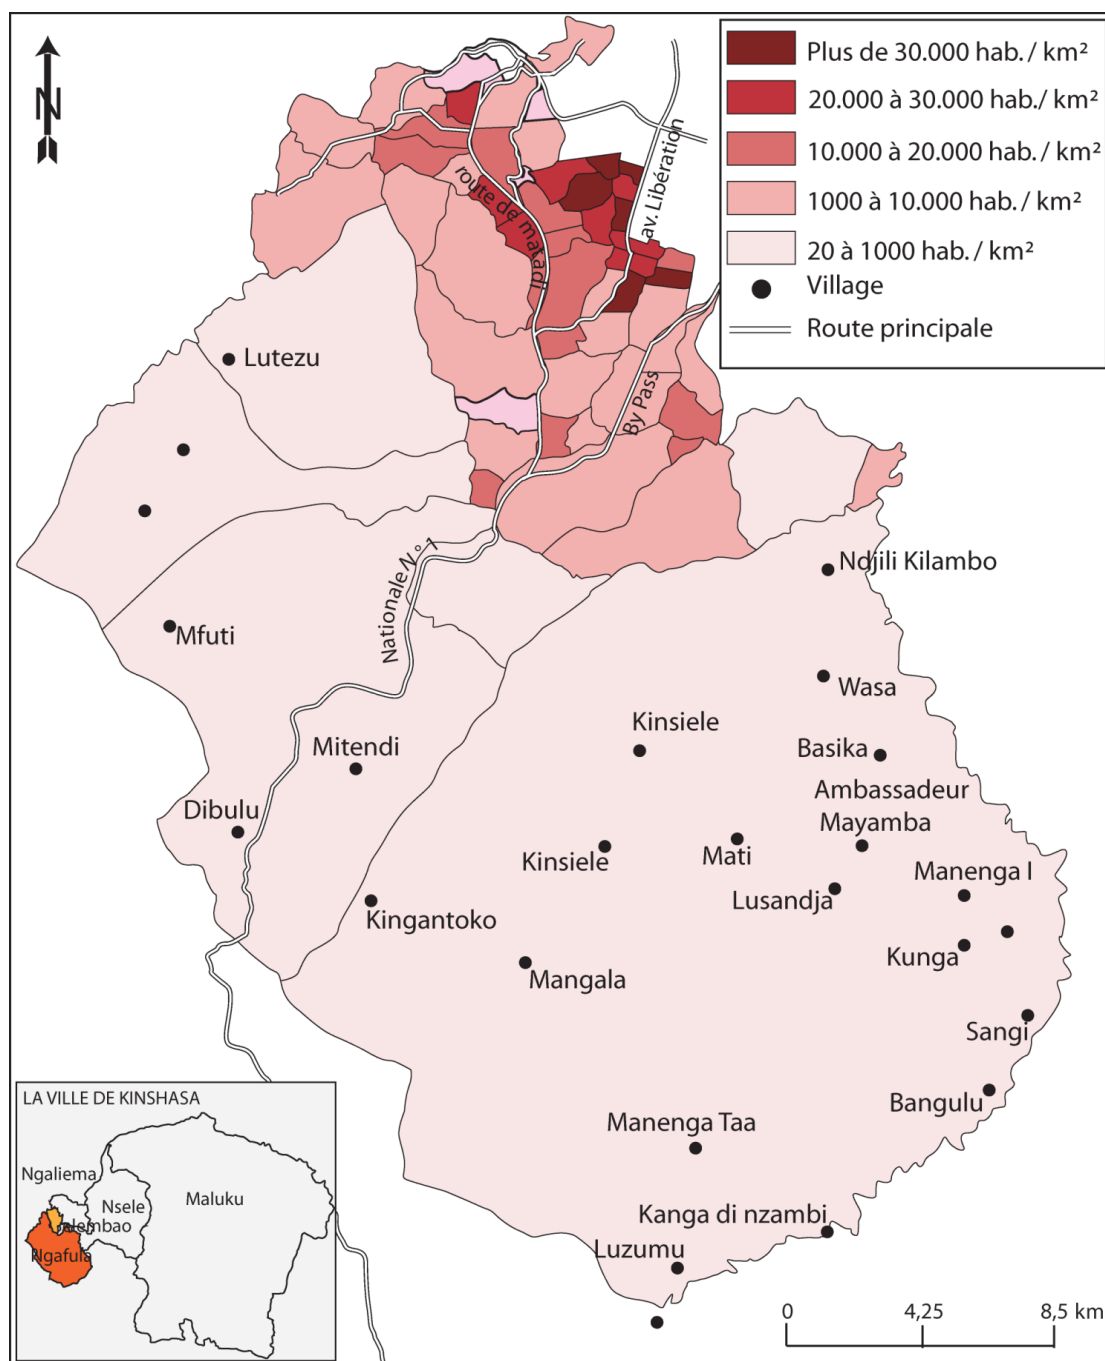 N
Plus de 30.000 hab./ km²
20.000 à 30.000 hab./ km²
10.000 à 20.000 hab./ km²
1000 à 10.000 hab./ km²
20 à 1000 hab./ km²
Village
Route principale
av. Libération
route de matadi
By Pass
Nationale N° 1
Lutezu
Ndjili Kilambo
Mfuti
Wasa
Kinsiele
Basika
Mitendi
Ambassadeur
Mayamba
Dibulu
Kinsiele
Mati
Manenga I
Lusandja
Kingantoko
Kunga
Mangala
Sangi
Bangulu
Manenga Taa
Kanga di nzambi
Luzumu
LA VILLE DE KINSHASA
Ngaliema
Nsele
Maluku
Ngafula
0
4,25
8,5 km